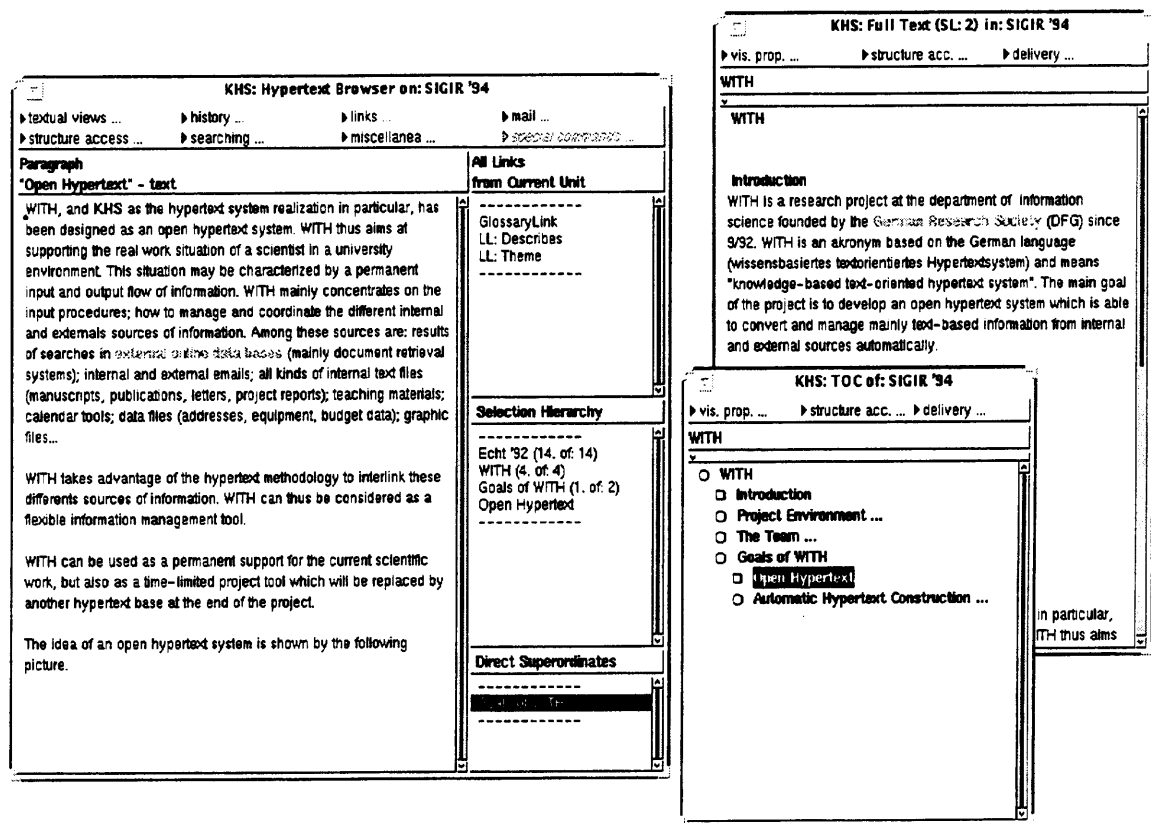 KHS: Hypertext Browser on: SIGIR '94
textual views ... history ... links ... mail ...
structure access ... searching ... miscellanea ... special commands ...
Paragraph
"Open Hypertext" - text
WITH, and KHS as the hypertext system realization in particular, has
been designed as an open hypertext system. WITH thus aims at
supporting the real work situation of a scientist in a university
environment. This situation may be characterized by a permanent
input and output flow of information. WITH mainly concentrates on the
input procedures; how to manage and coordinate the different internal
and externals sources of information. Among these sources are: results
of searches in external online data bases (mainly document retrieval
systems); internal and external emails; all kinds of internal text files
(manuscripts, publications, letters, project reports); teaching materials;
calendar tools; data files (addresses, equipment, budget data); graphic
files...
WITH takes advantage of the hypertext methodology to interlink these
differents sources of information. WITH can thus be considered as a
flexible information management tool.
WITH can be used as a permanent support for the current scientific
work, but also as a time-limited project tool which will be replaced by
another hypertext base at the end of the project.
The idea of an open hypertext system is shown by the following
picture.
All Links
from Current Unit
-------------
GlossaryLink
LL: Describes
LL: Theme
-------------
Selection Hierarchy
-------------
Echt '92 (14. of: 14)
WITH (4. of: 4)
Goals of WITH (1. of: 2)
Open Hypertext
-------------
Direct Superordinates
-------------
-------------
KHS: Full Text (SL: 2) in: SIGIR '94
vis. prop. ... structure acc. ... delivery ...
WITH
WITH
Introduction
WITH is a research project at the department of information
science founded by the German Research Society (DFG) since
9/92. WITH is an akronym based on the German language
(wissensbasiertes textorientiertes Hypertextsystem) and means
"knowledge-based text-oriented hypertext system". The main goal
of the project is to develop an open hypertext system which is able
to convert and manage mainly text-based information from internal
and external sources automatically.
in particular,
ITH thus aims
KHS: TOC of: SIGIR '94
vis. prop. ... structure acc. ... delivery ...
WITH
WITH
Introduction
Project Environment ...
The Team ...
Goals of WITH
Open Hypertext
Automatic Hypertext Construction ...